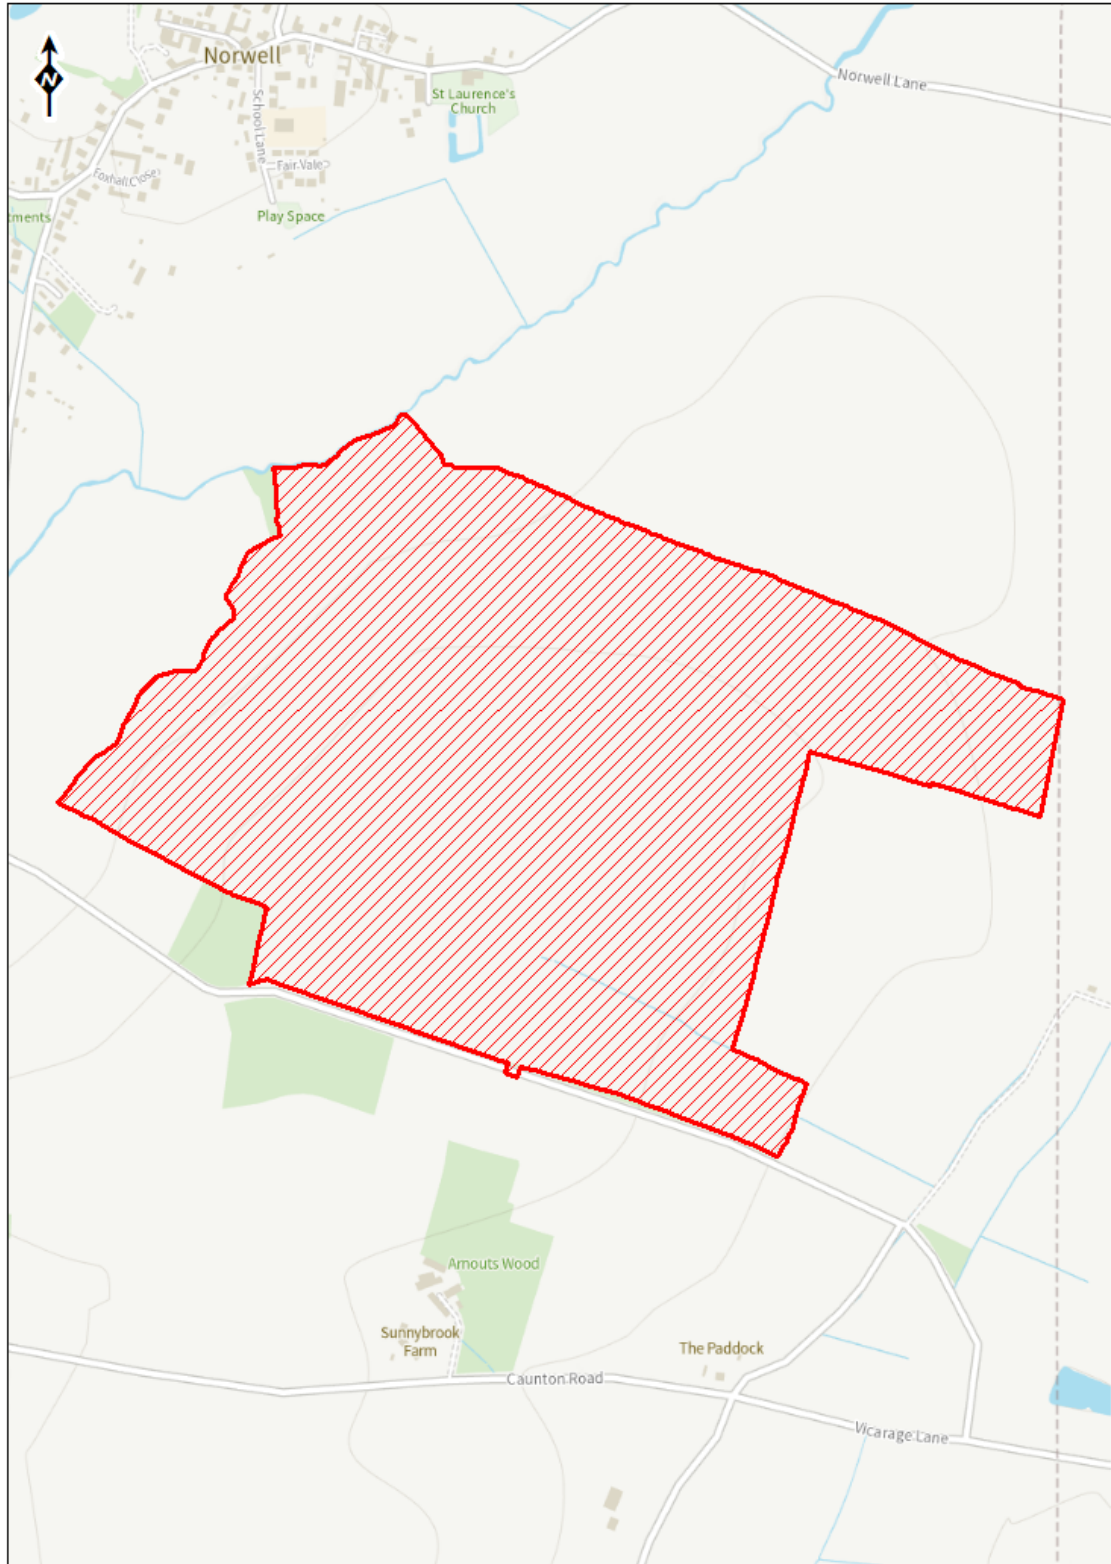 N
Norwell
Norwell Lane
St Laurence's
Church
School Lane
Fair Vale
Foxhall Close
Play Space
tments
Arnouts Wood
Sunnybrook
Farm
The Paddock
Caunton Road
Vicarage Lane